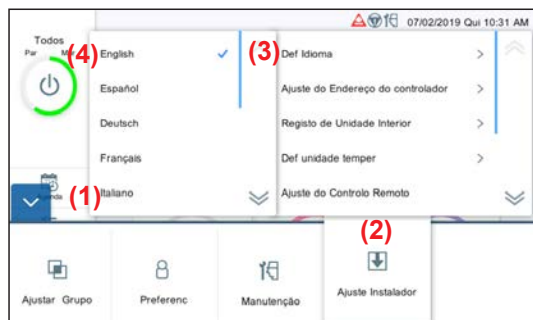 07/02/2019 Qui 10:31 AM
Todos
Par Mar
(4) English
Español
Deutsch
Français
Italiano
(3) Def Idioma
Ajuste do Endereço do controlador
Registo de Unidade Interior
Def unidade temper
Ajuste do Controlo Remoto
Agenda
(1)
(2)
Ajustar Grupo
Preferenc
Manutenção
Ajuste Instalador